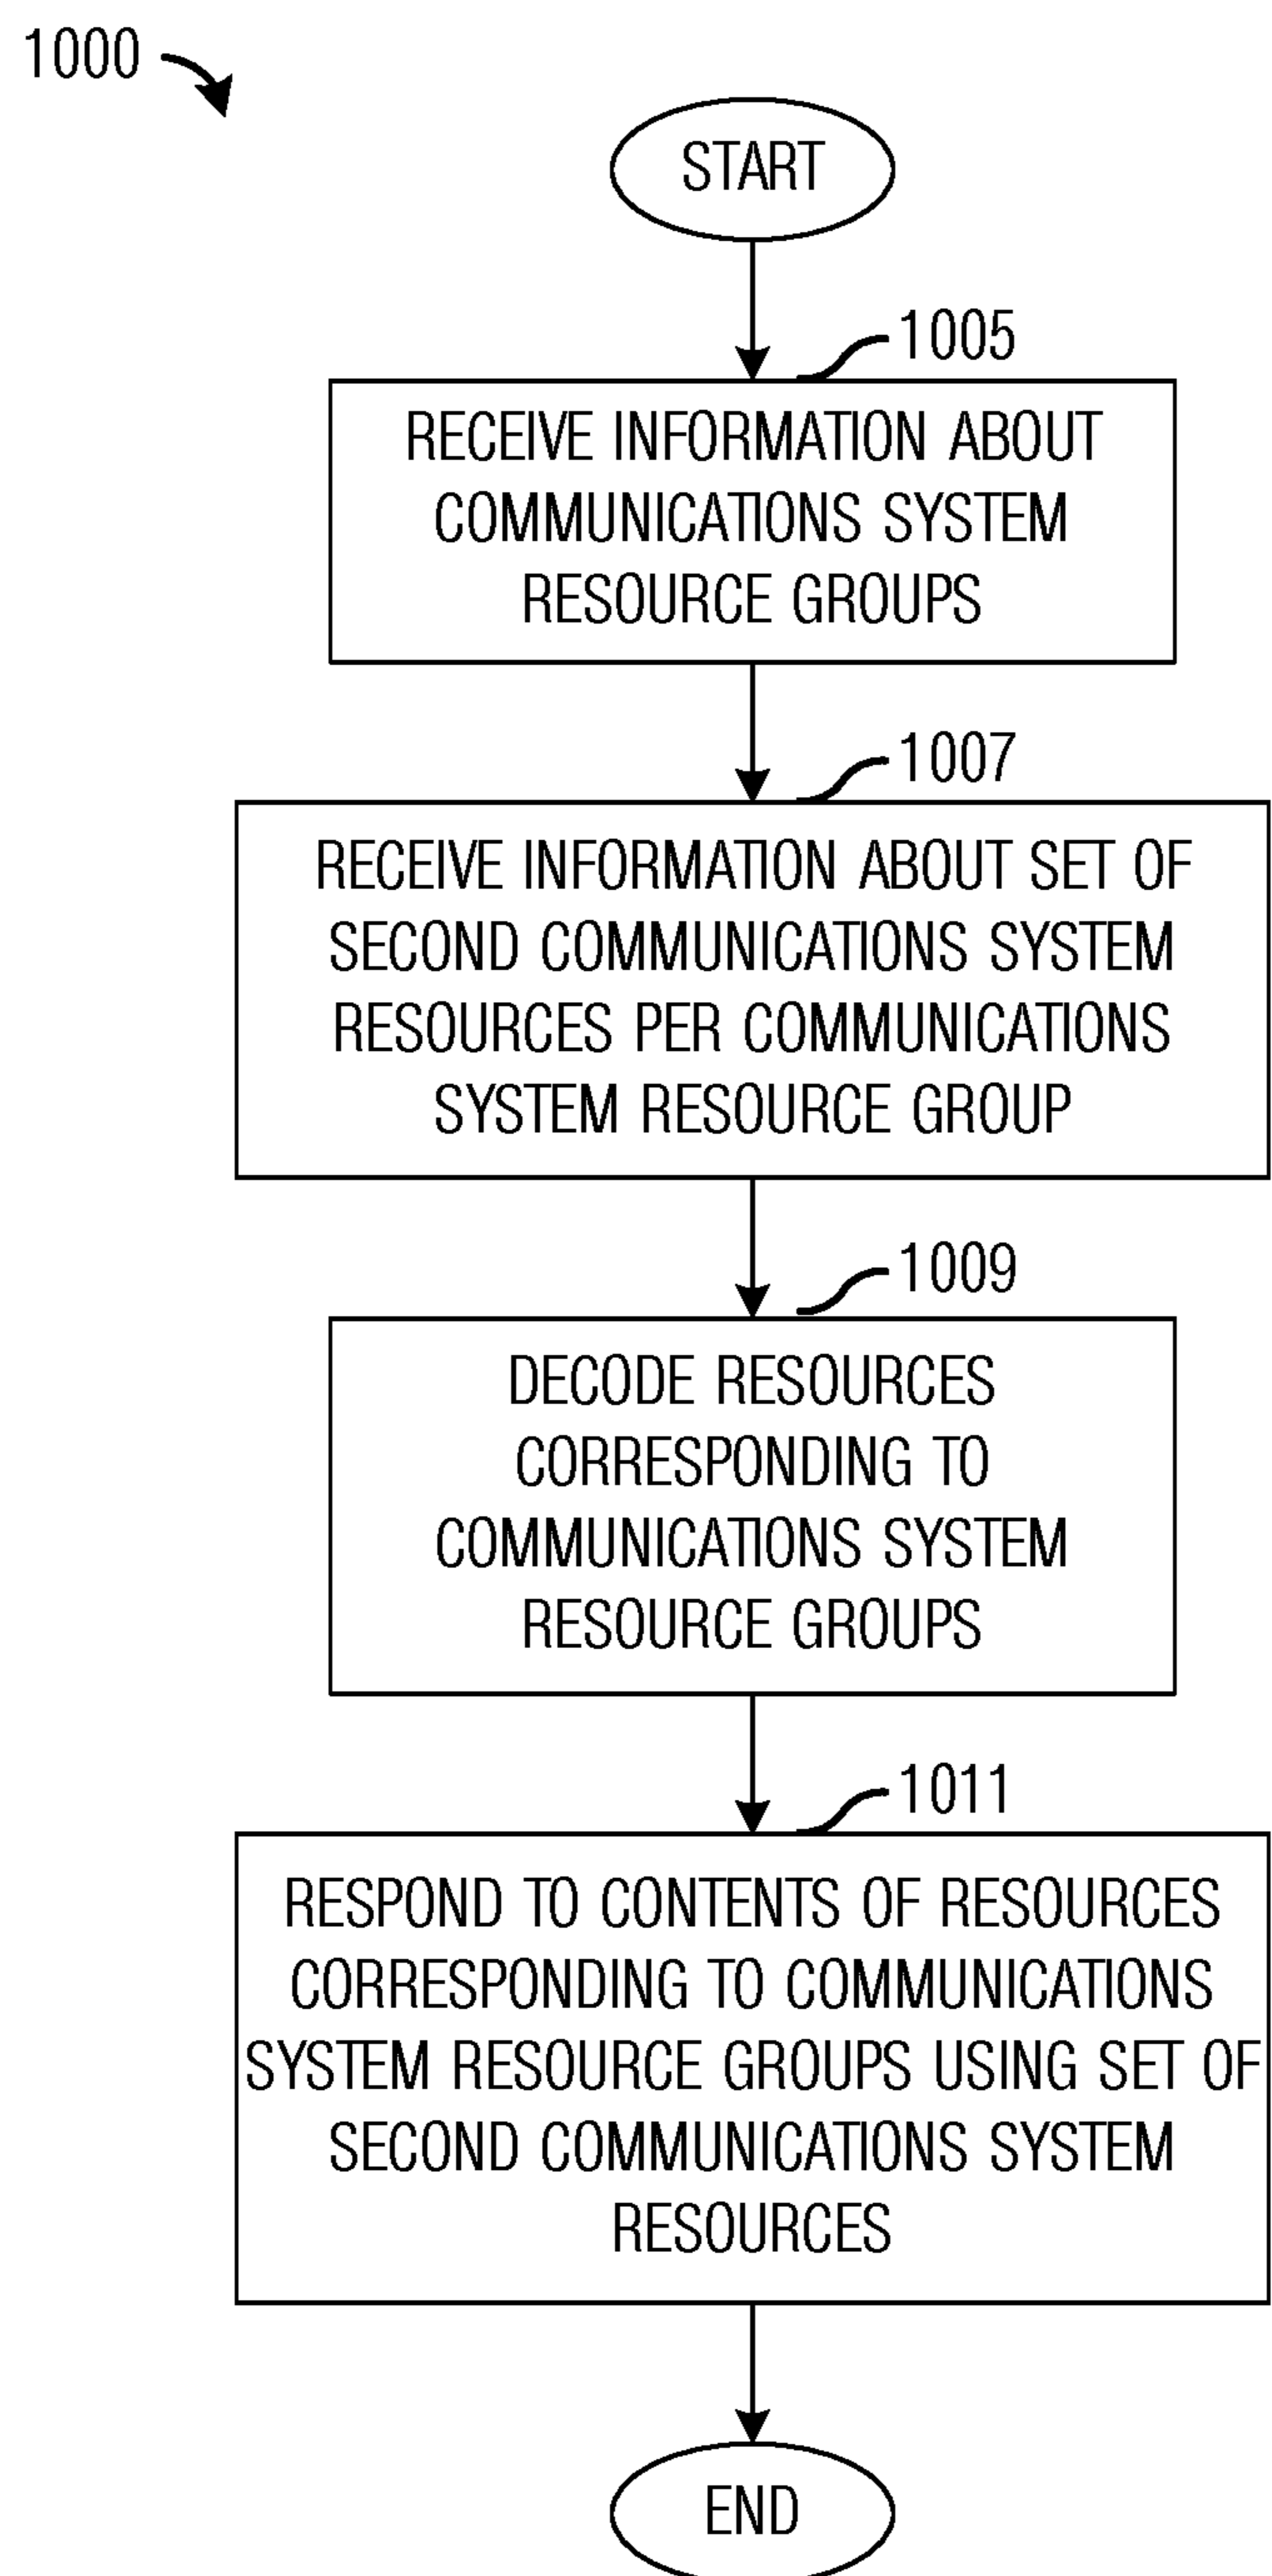 1000
START
1005
RECEIVE INFORMATION ABOUT
COMMUNICATIONS SYSTEM
RESOURCE GROUPS
1007
RECEIVE INFORMATION ABOUT SET OF
SECOND COMMUNICATIONS SYSTEM
RESOURCES PER COMMUNICATIONS
SYSTEM RESOURCE GROUP
1009
DECODE RESOURCES
CORRESPONDING TO
COMMUNICATIONS SYSTEM
RESOURCE GROUPS
1011
RESPOND TO CONTENTS OF RESOURCES
CORRESPONDING TO COMMUNICATIONS
SYSTEM RESOURCE GROUPS USING SET OF
SECOND COMMUNICATIONS SYSTEM
RESOURCES
END